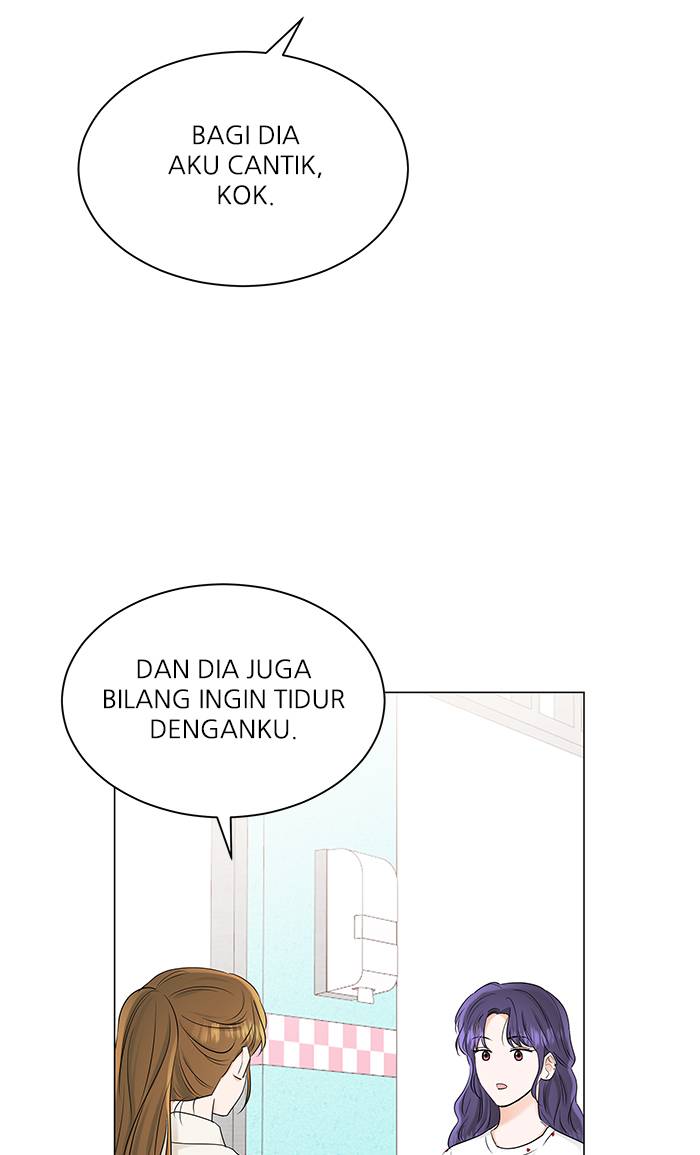 BAGI DIA
AKU CANTIK,
KOK.
DAN DIA JUGA
BILANG INGIN TIDUR
DENGANKU.